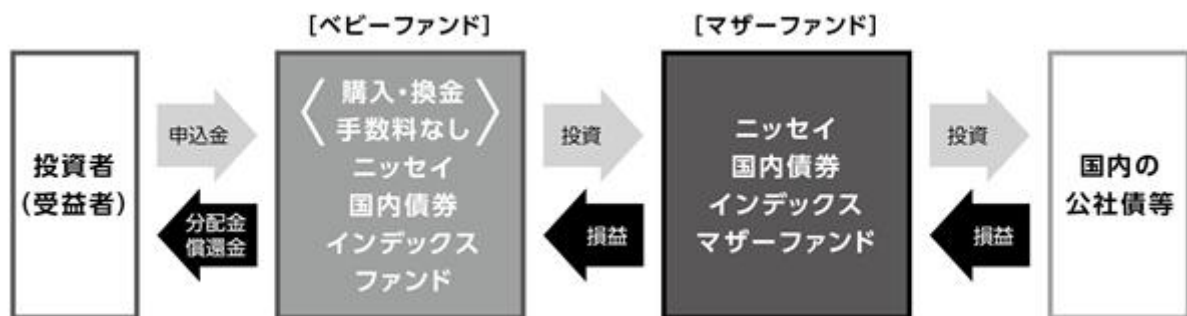 [ベビーファンド]
[マザーファンド]
投資者
(受益者)
申込金
分配金
償還金
〈購入・換金
手数料なし〉
ニッセイ
国内債券
インデックス
ファンド
投資
損益
ニッセイ
国内債券
インデックス
マザーファンド
投資
損益
国内の
公社債等